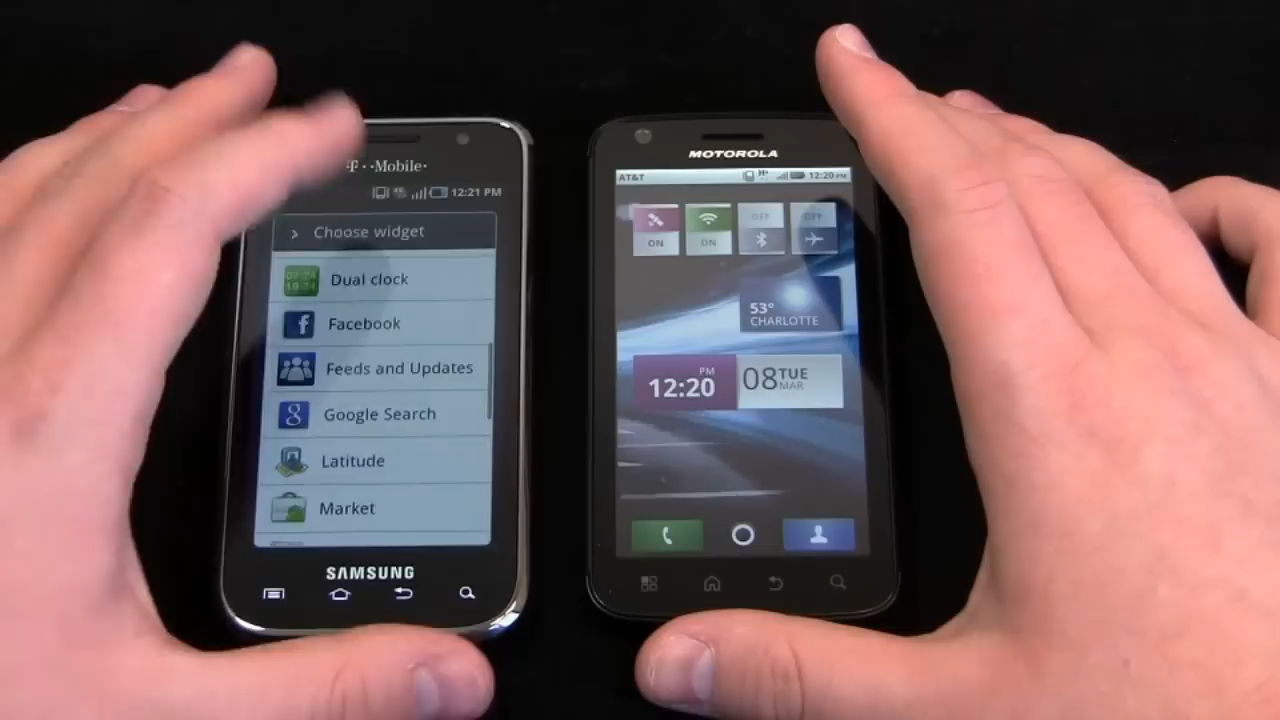 T··Mobile·
12:21 PM
Choose widget
Dual clock
Facebook
Feeds and Updates
Google Search
Latitude
Market
SAMSUNG
MOTOROLA
AT&T
12:20 PM
ON
ON
OFF
OFF
53°
CHARLOTTE
PM
12:20
08 TUE
MAR